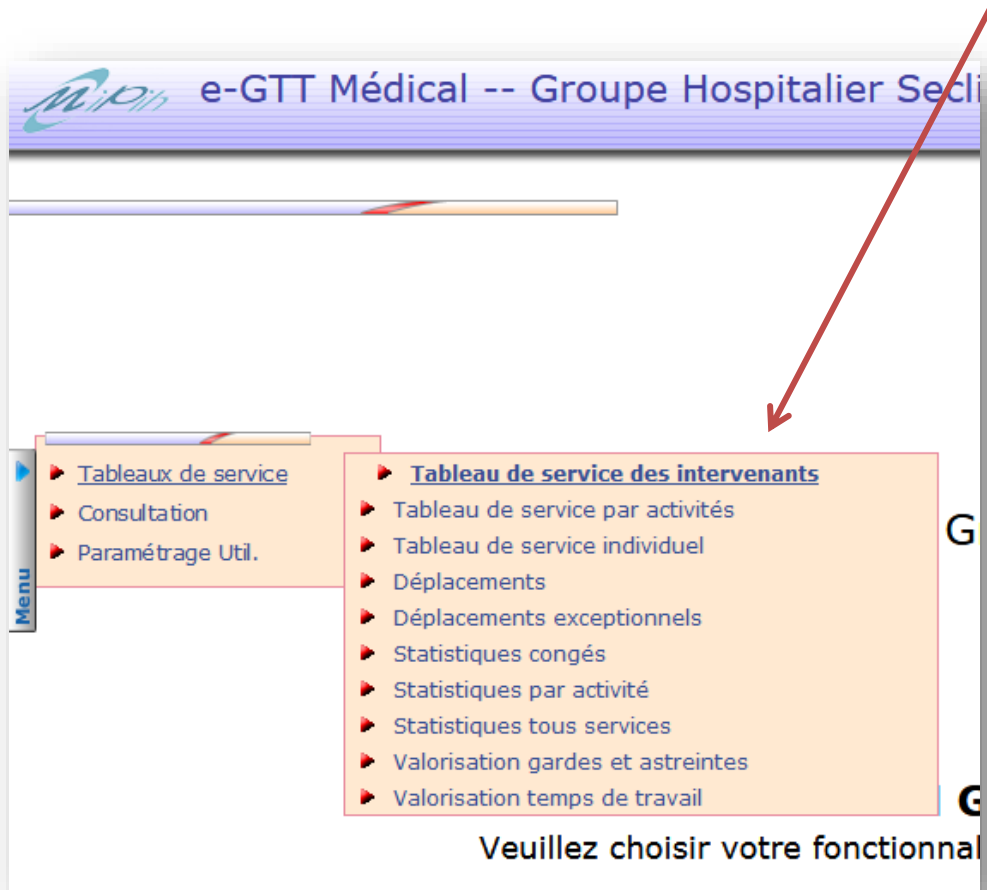 MiPih e-GTT Médical -- Groupe Hospitalier Secli
Menu
Tableaux de service
Consultation
Paramétrage Util.
Tableau de service des intervenants
Tableau de service par activités
Tableau de service individuel
Déplacements
Déplacements exceptionnels
Statistiques congés
Statistiques par activité
Statistiques tous services
Valorisation gardes et astreintes
Valorisation temps de travail
G
G
Veuillez choisir votre fonctionnal